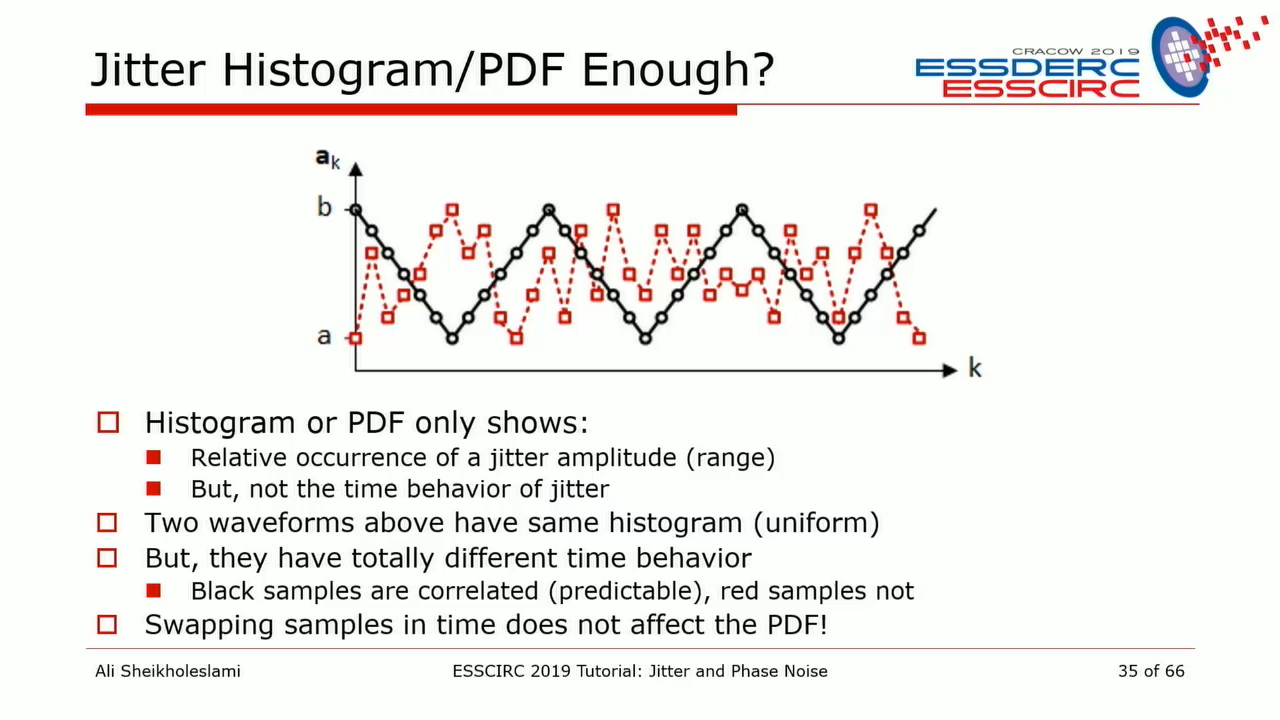 Jitter Histogram/PDF Enough?
CRACOW 2019
ESSDERC
ESSCIRC
ak
b
a
k
Histogram or PDF only shows:
Relative occurrence of a jitter amplitude (range)
But, not the time behavior of jitter
Two waveforms above have same histogram (uniform)
But, they have totally different time behavior
Black samples are correlated (predictable), red samples not
Swapping samples in time does not affect the PDF!
Ali Sheikholeslami
ESSCIRC 2019 Tutorial: Jitter and Phase Noise
35 of 66